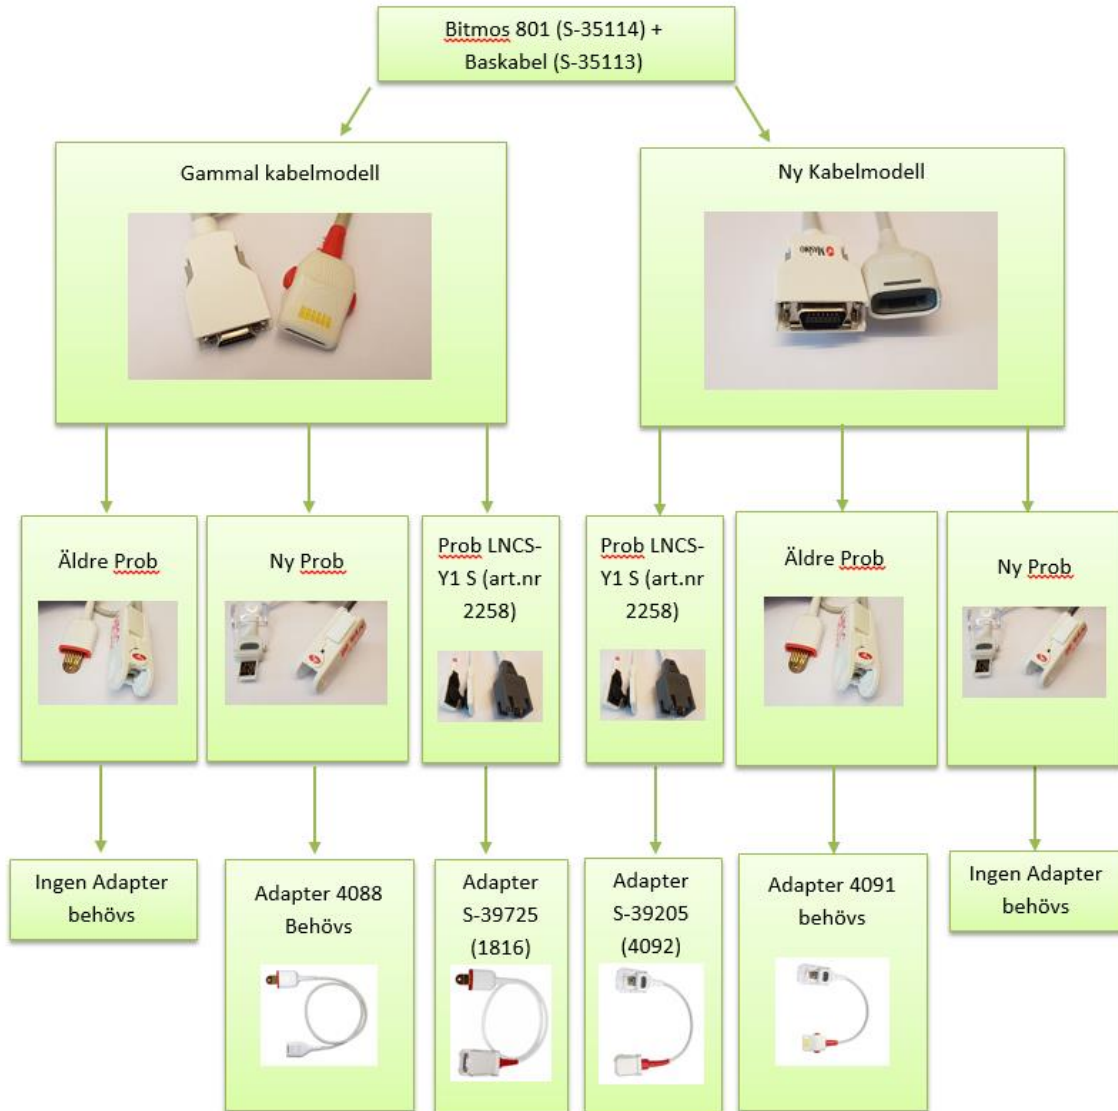 Bitmos 801 (S-35114) +
Baskabel (S-35113)
Gammal kabelmodell
Ny Kabelmodell
Masimo
Äldre Prob
Ny Prob
Prob LNCS-
Y1 S (art.nr
2258)
Prob LNCS-
Y1 S (art.nr
2258)
Äldre Prob
Ny Prob
Ingen Adapter
behövs
Adapter 4088
Behövs
Adapter
S-39725
(1816)
Adapter
S-39205
(4092)
Adapter 4091
behövs
Ingen Adapter
behövs